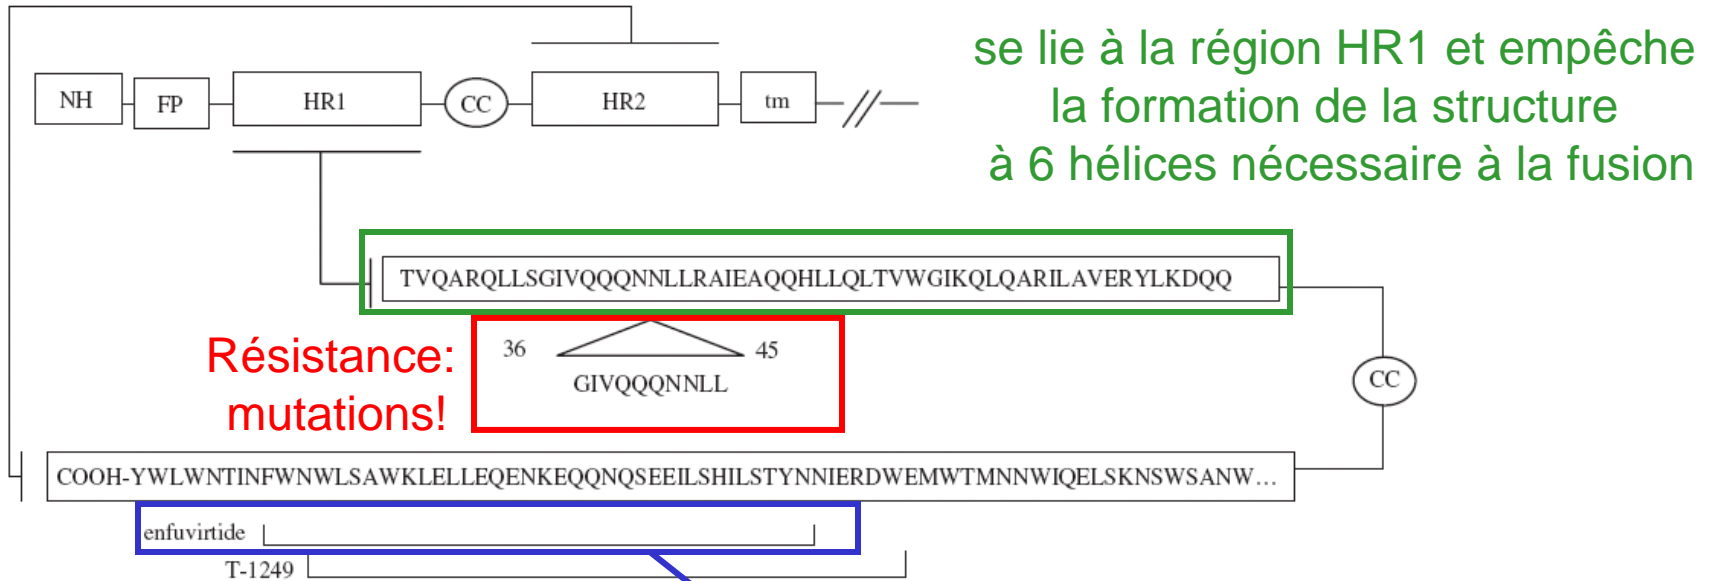 se lie à la région HR1 et empêche
la formation de la structure
à 6 hélices nécessaire à la fusion
NH FP HR1 CC HR2 tm
TVQARQLLSGIVQQQNNLLRAIEAQQHLLQLTVWGIKQLQARILAVERYLKDQQ
Résistance:
mutations!
36 45
GIVQQQNNLL
CC
COOH-YWLWNTINFWNWLSAWKLELLEQENKEQQNQSEEILSHILSTYNNIERDWEMWTMNNWIQELSKNSWSANW...
enfuvirtide
T-1249